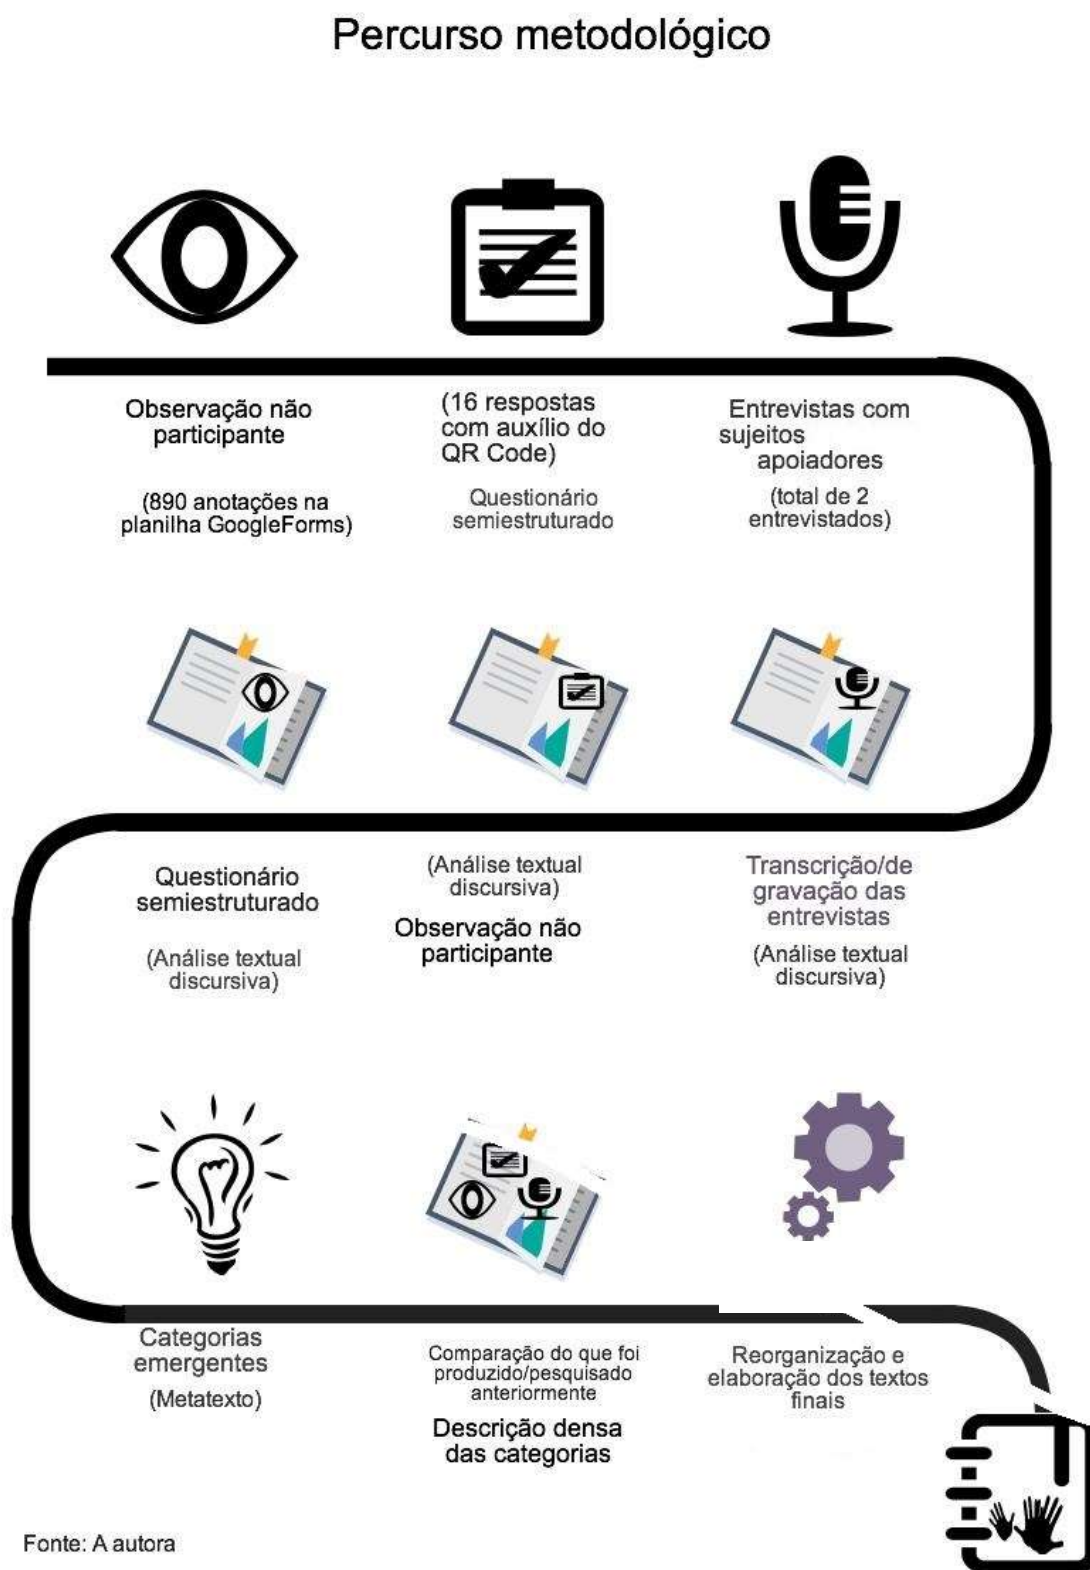 Percurso metodológico
Observação não
participante
(890 anotações na
planilha GoogleForms)
(16 respostas
com auxílio do
QR Code)
Questionário
semiestruturado
Entrevistas com
sujeitos
apoiadores
(total de 2
entrevistados)
Questionário
semiestruturado
(Análise textual
discursiva)
(Análise textual
discursiva)
Observação não
participante
Transcrição/de
gravação das
entrevistas
(Análise textual
discursiva)
Categorias
emergentes
(Metatexto)
Comparação do que foi
produzido/pesquisado
anteriormente
Descrição densa
das categorias
Reorganização e
elaboração dos textos
finais
Fonte: A autora